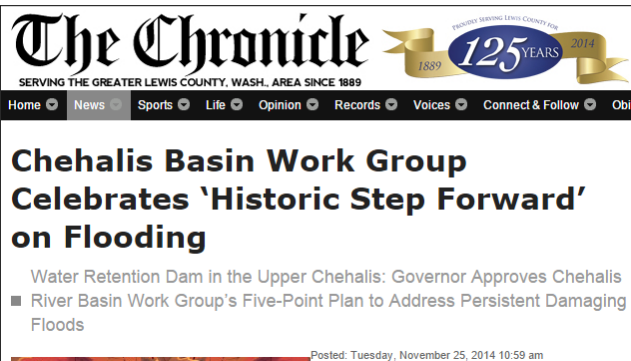 The Chronicle
SERVING THE GREATER LEWIS COUNTY, WASH., AREA SINCE 1889
PROUDLY SERVING LEWIS COUNTY FOR
1889 125 YEARS 2014
Home News Sports Life Opinion Records Voices Connect & Follow Obi
Chehalis Basin Work Group
Celebrates ‘Historic Step Forward’
on Flooding
Water Retention Dam in the Upper Chehalis: Governor Approves Chehalis
River Basin Work Group's Five-Point Plan to Address Persistent Damaging
Floods
Posted: Tuesday, November 25, 2014 10:59 am